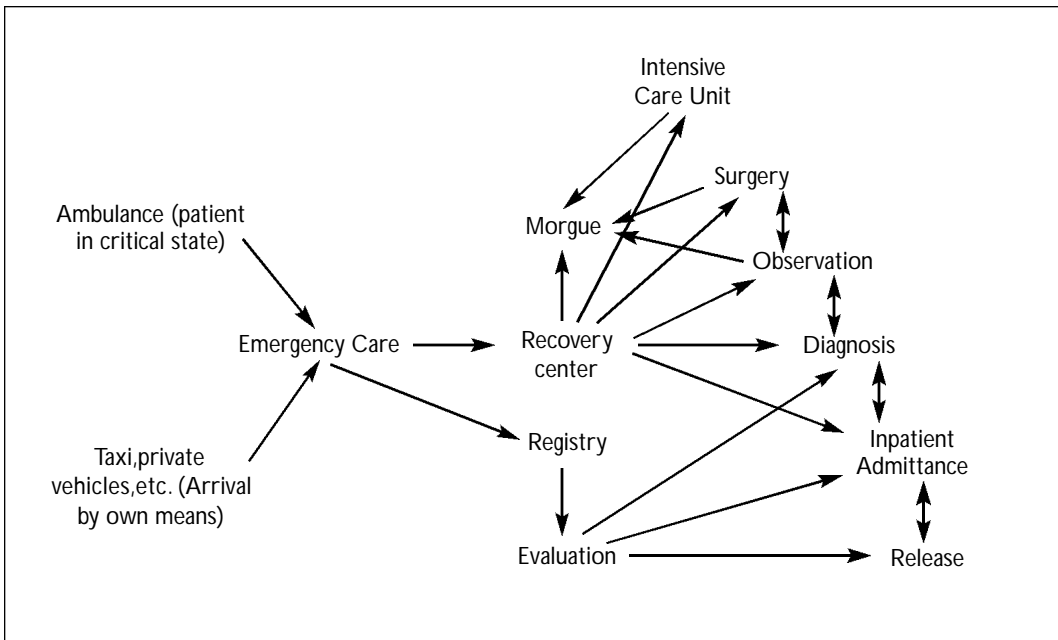 Intensive
Care Unit
Surgery
Ambulance (patient
in critical state)
Morgue
Observation
Emergency Care
Recovery
center
Diagnosis
Registry
Inpatient
Admittance
Taxi,private
vehicles,etc. (Arrival
by own means)
Evaluation
Release